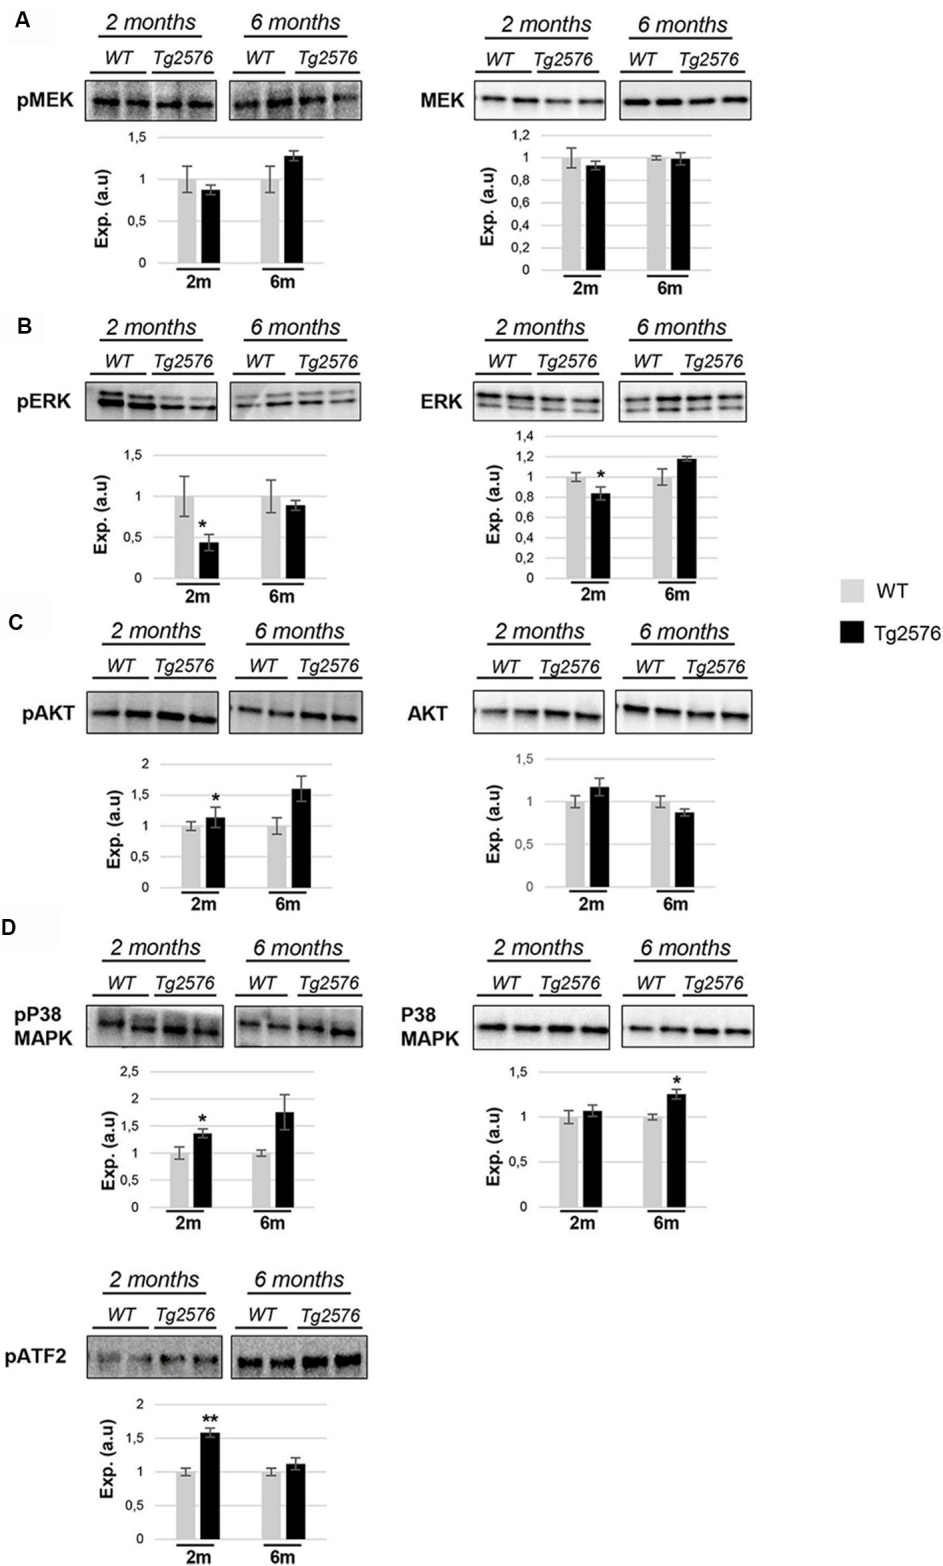 A
2 months 6 months
WT Tg2576 WT Tg2576
pMEK
1,5
1
0,5
0
Exp. (a.u)
2m 6m
2 months 6 months
WT Tg2576 WT Tg2576
MEK
1,2
1
0,8
0,6
0,4
0,2
0
Exp. (a.u)
2m 6m
B
2 months 6 months
WT Tg2576 WT Tg2576
pERK
1,5
1
0,5
0
Exp. (a.u)
*
2m 6m
2 months 6 months
WT Tg2576 WT Tg2576
ERK
1,4
1,2
1
0,8
0,6
0,4
0,2
0
Exp. (a.u)
*
2m 6m
WT
Tg2576
C
2 months 6 months
WT Tg2576 WT Tg2576
pAKT
2
1,5
1
0,5
0
Exp. (a.u)
*
2m 6m
2 months 6 months
WT Tg2576 WT Tg2576
AKT
1,5
1
0,5
0
Exp. (a.u)
2m 6m
D
2 months 6 months
WT Tg2576 WT Tg2576
pP38
MAPK
2,5
2
1,5
1
0,5
0
Exp. (a.u)
*
2m 6m
2 months 6 months
WT Tg2576 WT Tg2576
P38
MAPK
1,5
1
0,5
0
Exp. (a.u)
*
2m 6m
2 months 6 months
WT Tg2576 WT Tg2576
pATF2
2
1,5
1
0,5
0
Exp. (a.u)
**
2m 6m